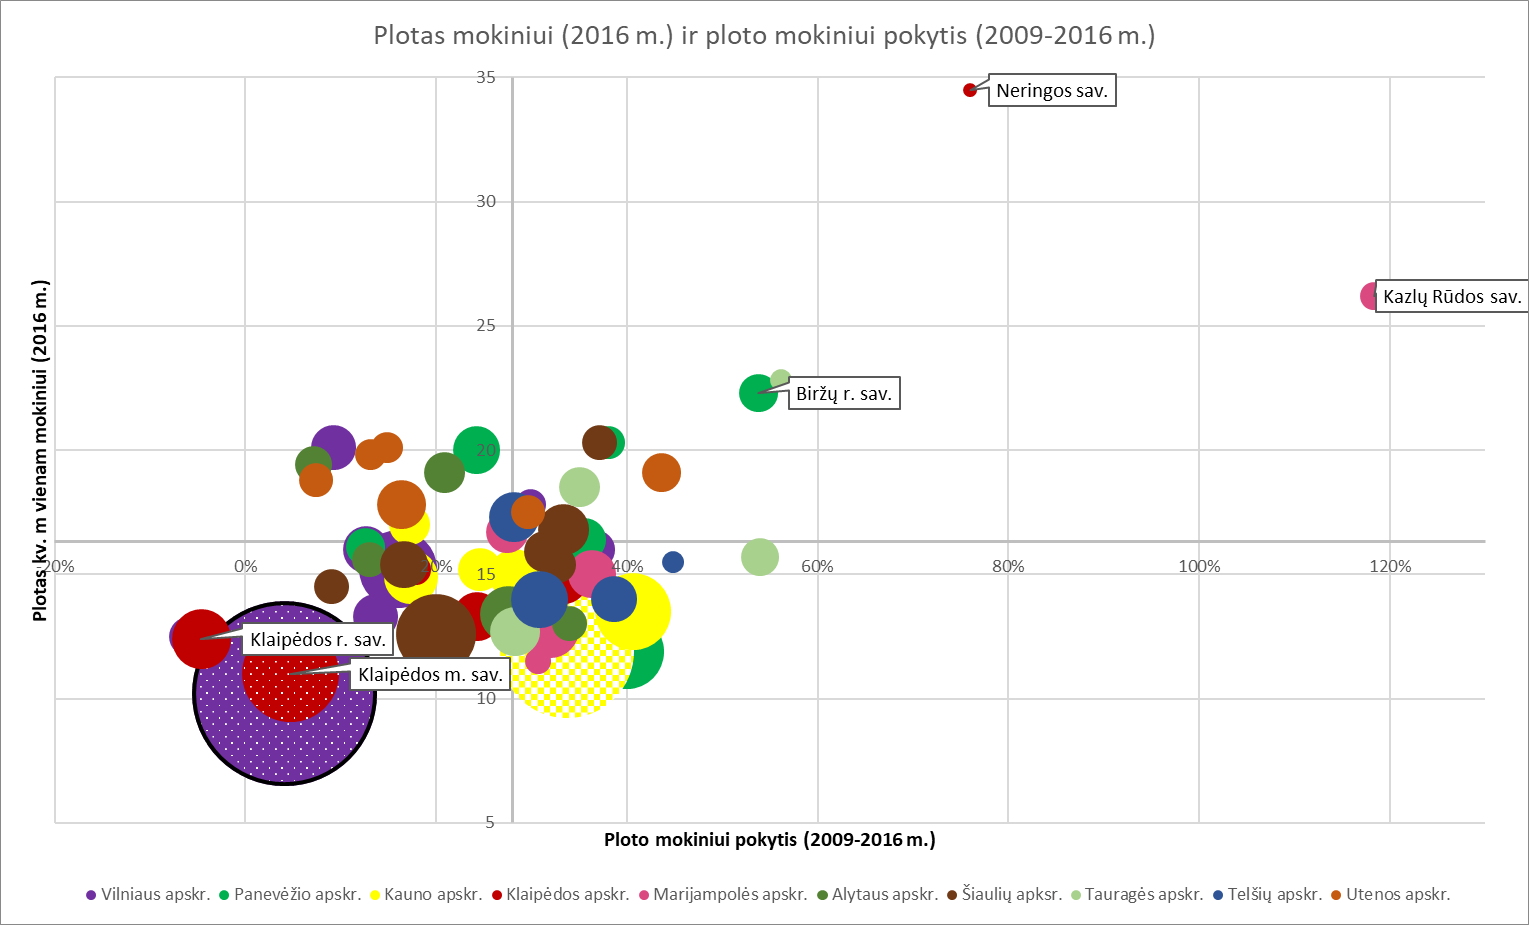 Plotas mokiniui (2016 m.) ir ploto mokiniui pokytis (2009-2016 m.)
35
Neringos sav.
30
Kazlų Rūdos sav.
25
Biržų r. sav.
20
Plotas kv. m vienam mokiniui (2016 m.)
20% 0% 20% 40% 60% 80% 100% 120%
15
Klaipėdos r. sav.
Klaipėdos m. sav.
10
5
Ploto mokiniui pokytis (2009-2016 m.)
Vilniaus apskr. Panevėžio apskr. Kauno apskr. Klaipėdos apskr. Marijampolės apskr. Alytaus apskr. Šiaulių apksr. Tauragės apskr. Telšių apskr. Utenos apskr.